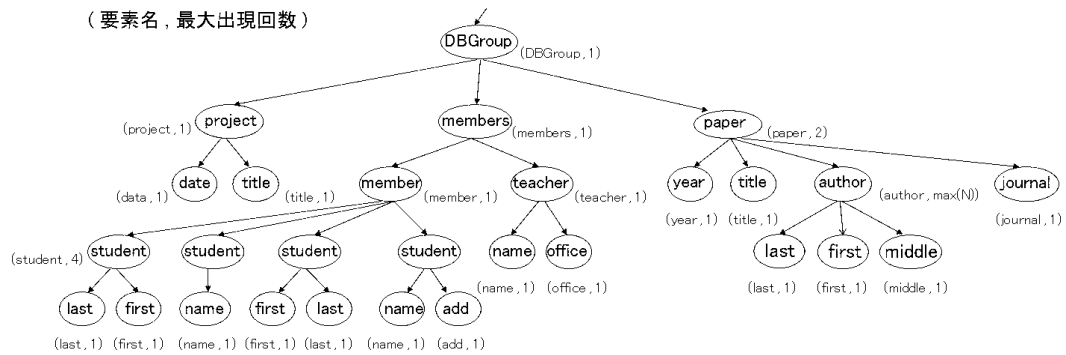 （要素名 , 最大出現回数）
DBGroup
(DBGroup , 1)
project
(project , 1)
members
(members , 1)
paper
(paper , 2)
date
(data , 1)
title
(title , 1)
member
(member , 1)
teacher
(teacher , 1)
year
(year , 1)
title
(title , 1)
author
(author , max(N))
journal
(journal , 1)
student
(student , 4)
student
student
student
name
(name , 1)
office
(office , 1)
last
(last , 1)
first
(first , 1)
middle
(middle , 1)
last
(last , 1)
first
(first , 1)
name
(name , 1)
first
(first , 1)
last
(last , 1)
name
(name , 1)
add
(add , 1)